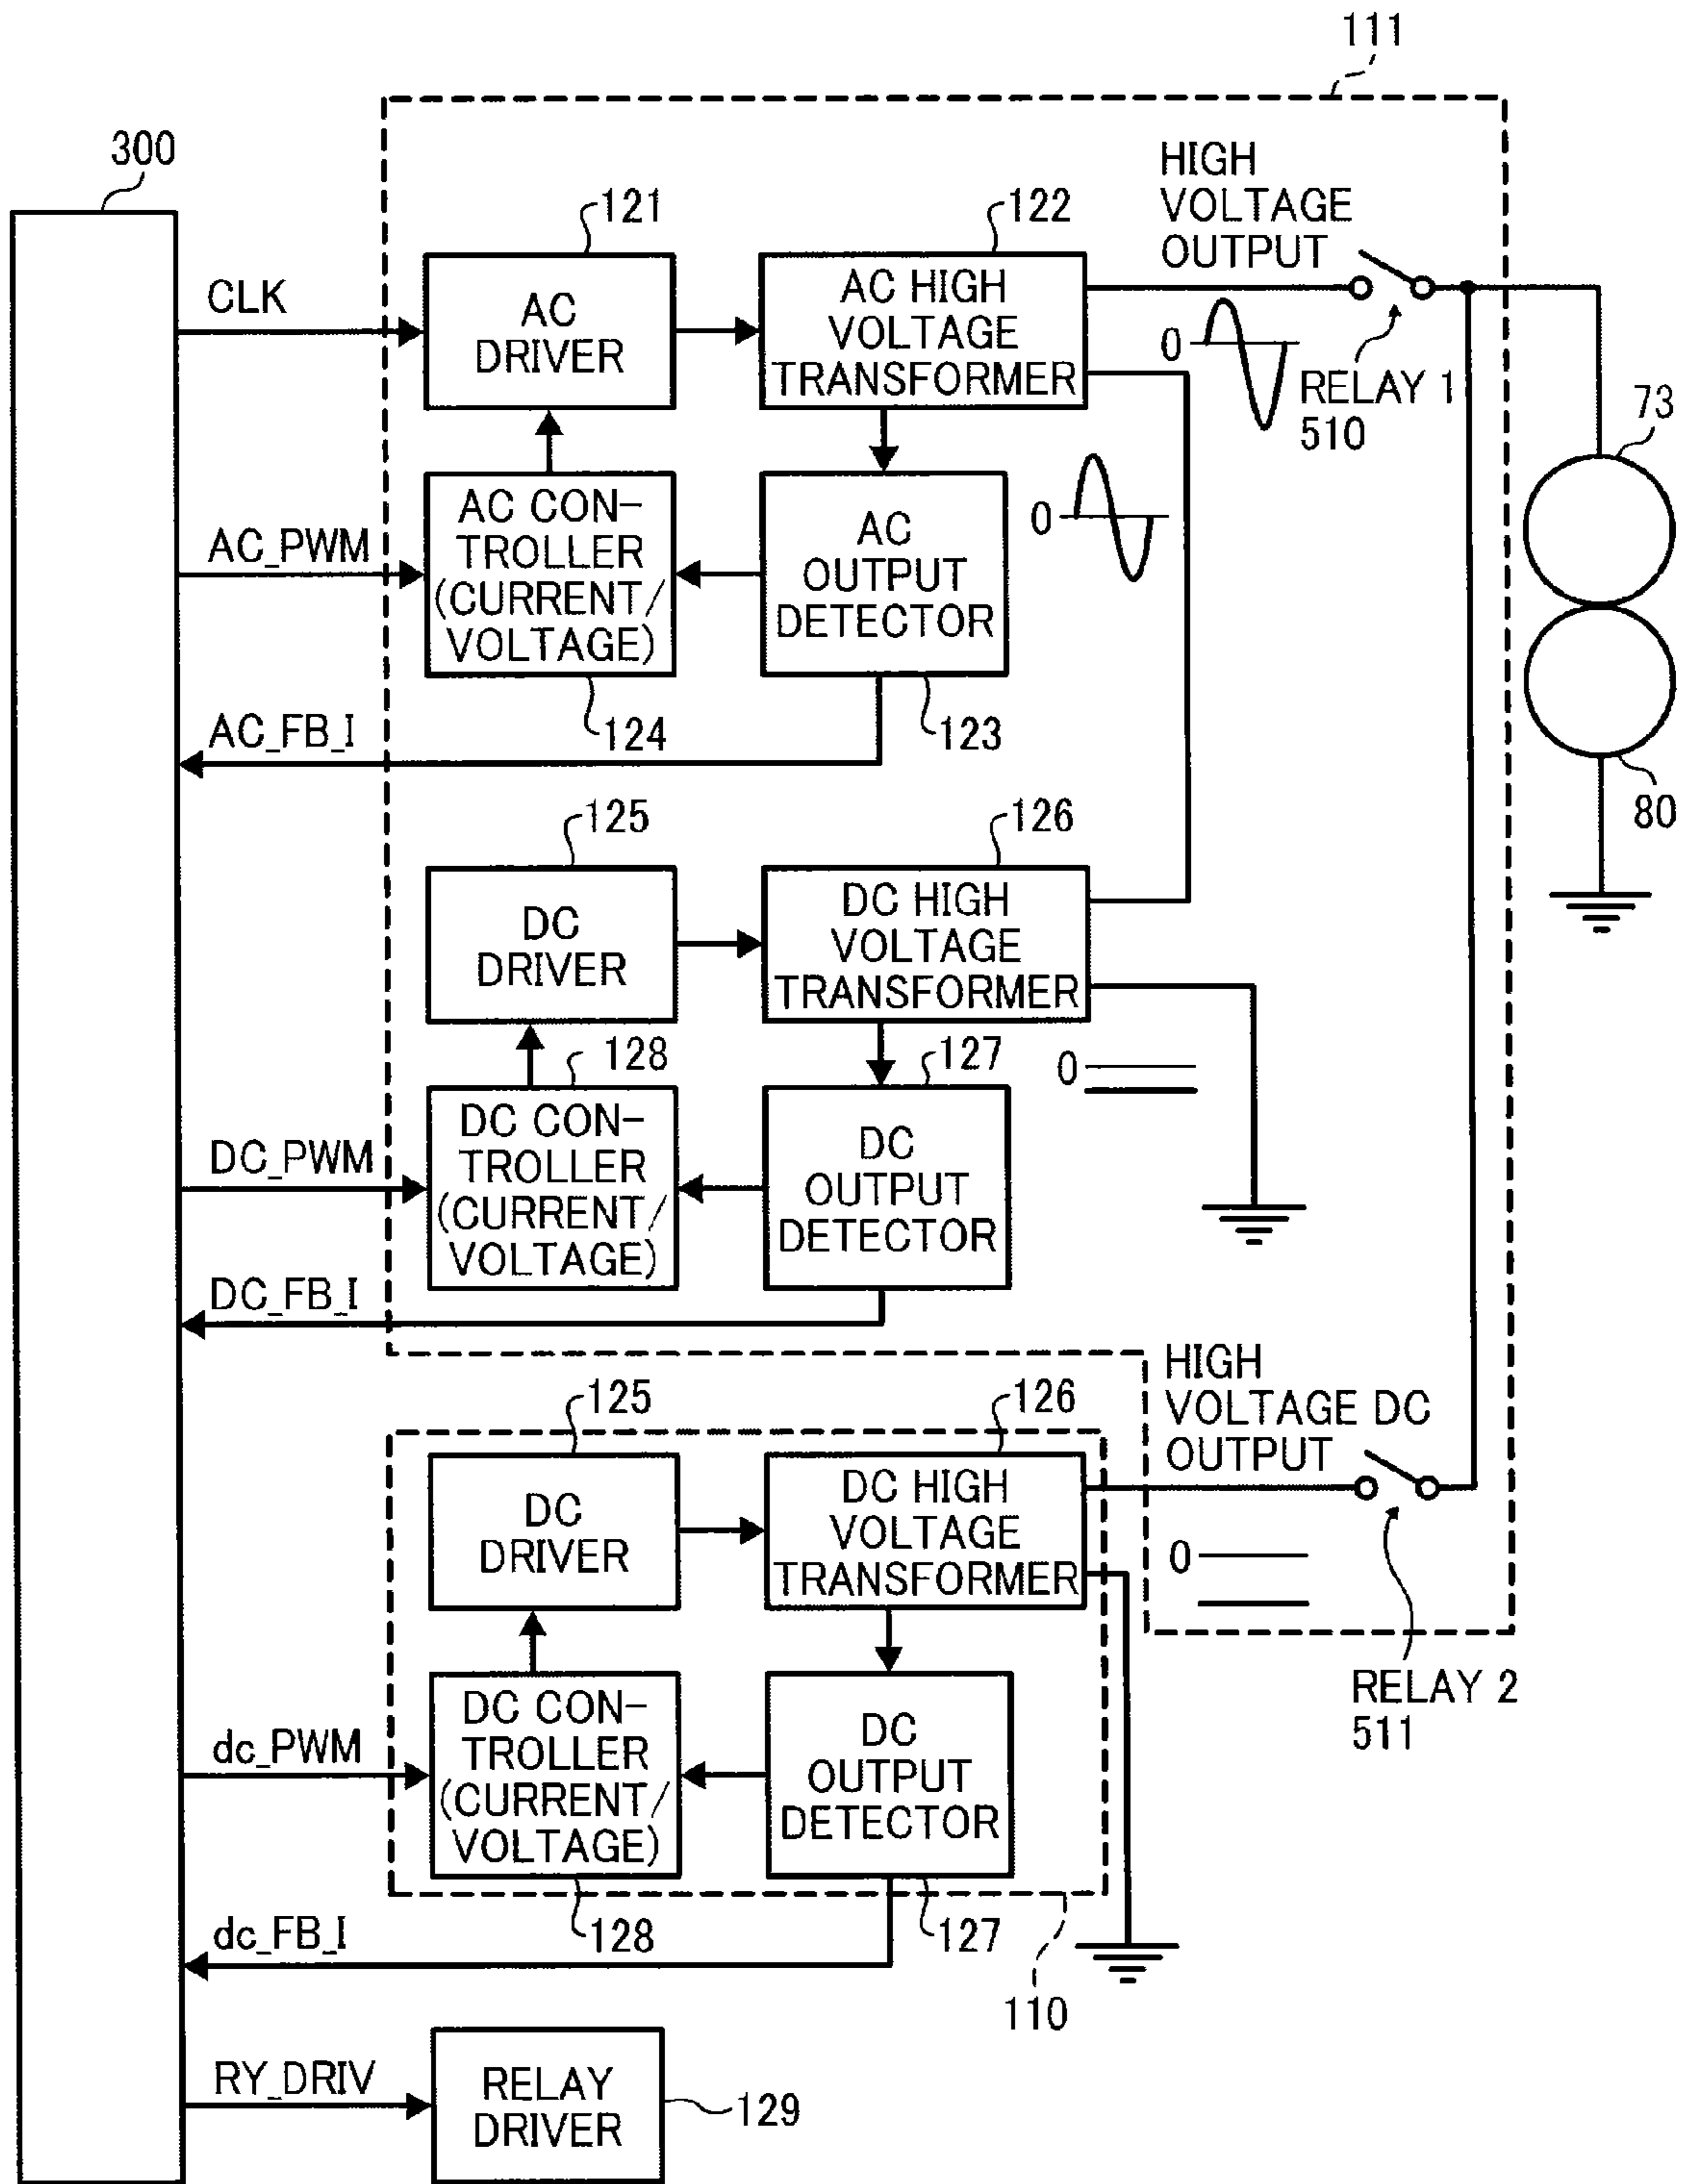 111
300
HIGH
VOLTAGE
OUTPUT
121
122
CLK
AC
DRIVER
AC HIGH
VOLTAGE
TRANSFORMER
0
RELAY 1
510
73
AC_PWM
AC CON-
TROLLER
(CURRENT/
VOLTAGE)
AC
OUTPUT
DETECTOR
0
AC_FB_I
124
123
80
125
126
DC
DRIVER
DC HIGH
VOLTAGE
TRANSFORMER
128
127
0
DC_PWM
DC CON-
TROLLER
(CURRENT/
VOLTAGE)
DC
OUTPUT
DETECTOR
DC_FB_I
HIGH
VOLTAGE DC
OUTPUT
125
126
DC
DRIVER
DC HIGH
VOLTAGE
TRANSFORMER
0
RELAY 2
511
dc_PWM
DC CON-
TROLLER
(CURRENT/
VOLTAGE)
DC
OUTPUT
DETECTOR
dc_FB_I
128
127
110
RY_DRIV
RELAY
DRIVER
129